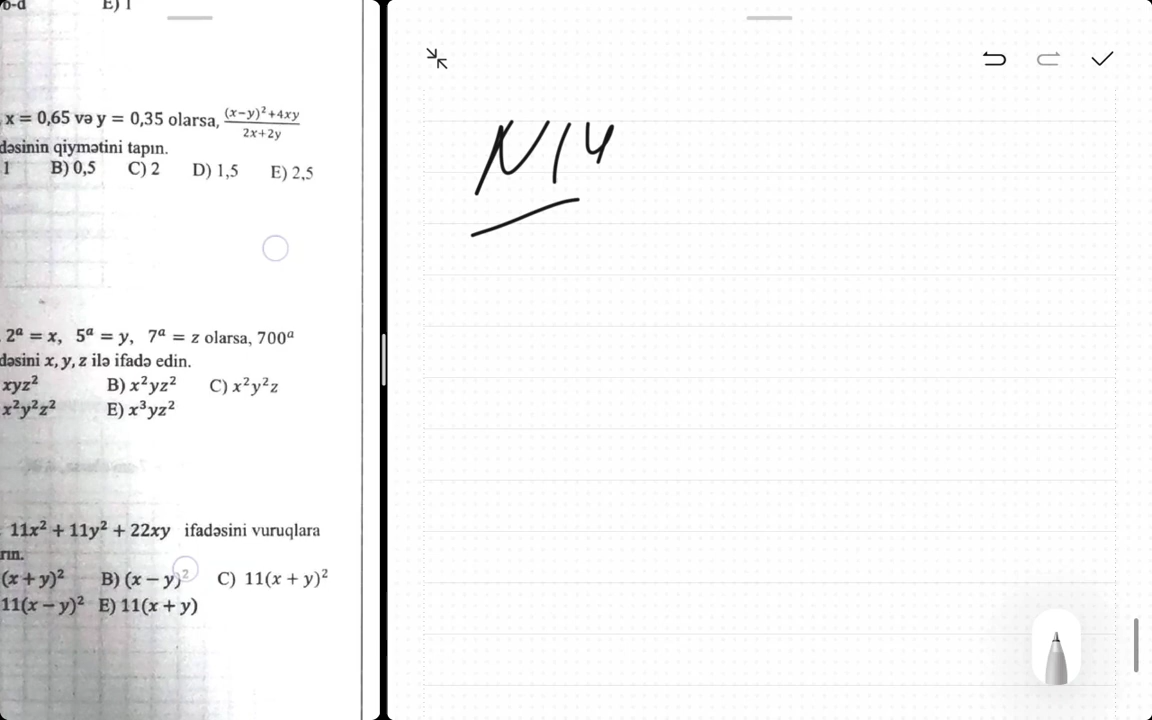 b-d E) 1
x = 0,65 və y = 0,35 olarsa, (x−y)²+4xy / 2x+2y
dəsinin qiymətini tapın.
1 B) 0,5 C) 2 D) 1,5 E) 2,5
. 2ᵃ = x, 5ᵃ = y, 7ᵃ = z olarsa, 700ᵃ
dəsini x, y, z ilə ifadə edin.
xyz² B) x²yz² C) x²y²z
x²y²z² E) x³yz²
11x² + 11y² + 22xy ifadəsini vuruqlara
rın.
(x + y)² B) (x − y)² C) 11(x + y)²
11(x − y)² E) 11(x + y)
N14